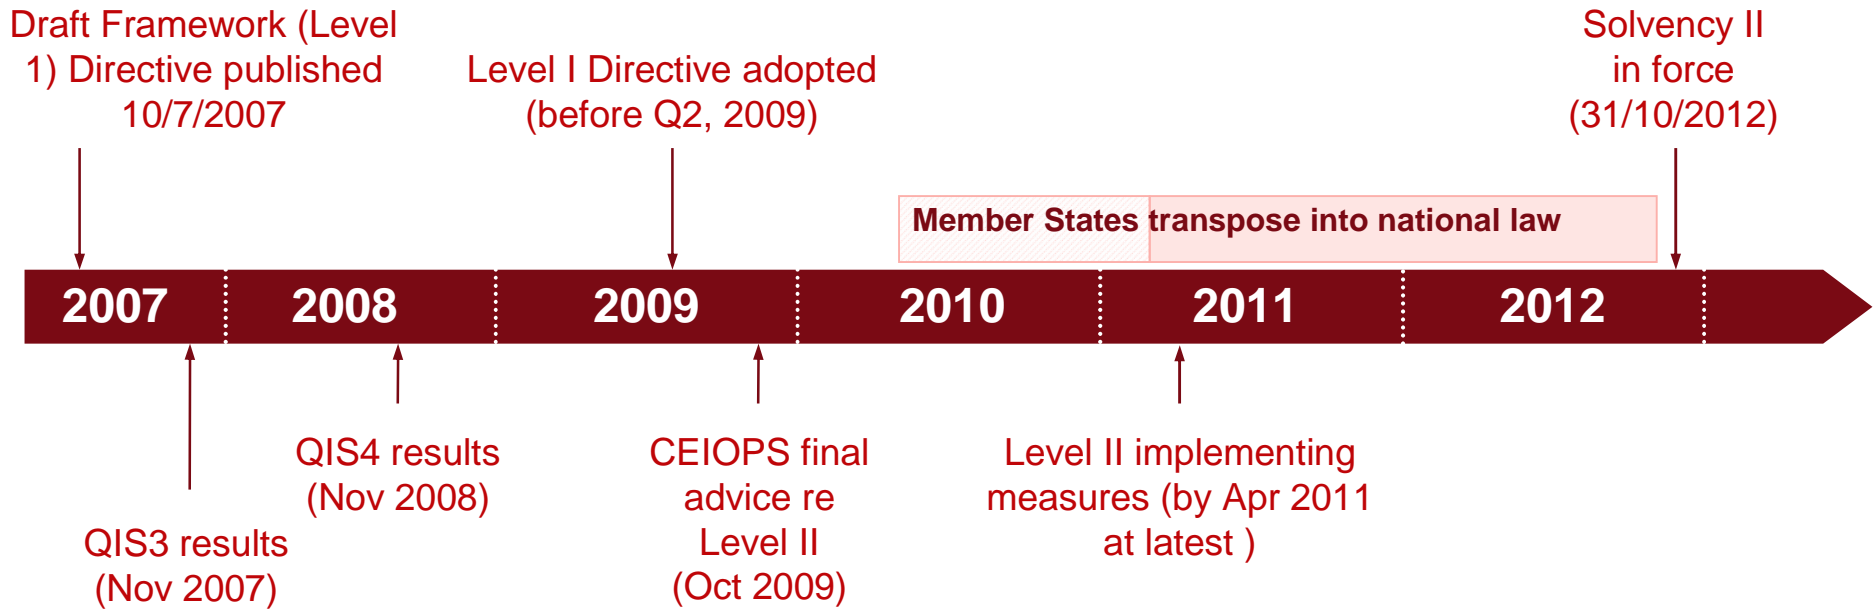 Draft Framework (Level
1) Directive published
10/7/2007
Level I Directive adopted
(before Q2, 2009)
Solvency II
in force
(31/10/2012)
Member States transpose into national law
2007
2008
2009
2010
2011
2012
QIS3 results
(Nov 2007)
QIS4 results
(Nov 2008)
CEIOPS final
advice re
Level II
(Oct 2009)
Level II implementing
measures (by Apr 2011
at latest )